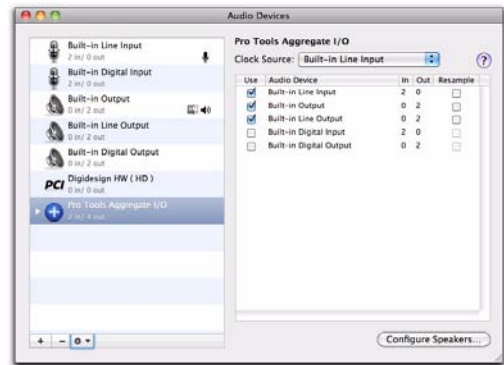 Audio Devices
Built-in Line Input
2 in/ 0 out
Built-in Digital Input
2 in/ 0 out
Built-in Output
0 in/ 2 out
Built-in Line Output
0 in/ 2 out
Built-in Digital Output
0 in/ 2 out
PCI Digidesign HW ( HD )
0 in/ 0 out
Pro Tools Aggregate I/O
2 in/ 4 out
Pro Tools Aggregate I/O
Clock Source: Built-in Line Input ?
Use Audio Device In Out Resample
Built-in Line Input 2 0
Built-in Output 0 2
Built-in Line Output 0 2
Built-in Digital Input 2 0
Built-in Digital Output 0 2
Configure Speakers...